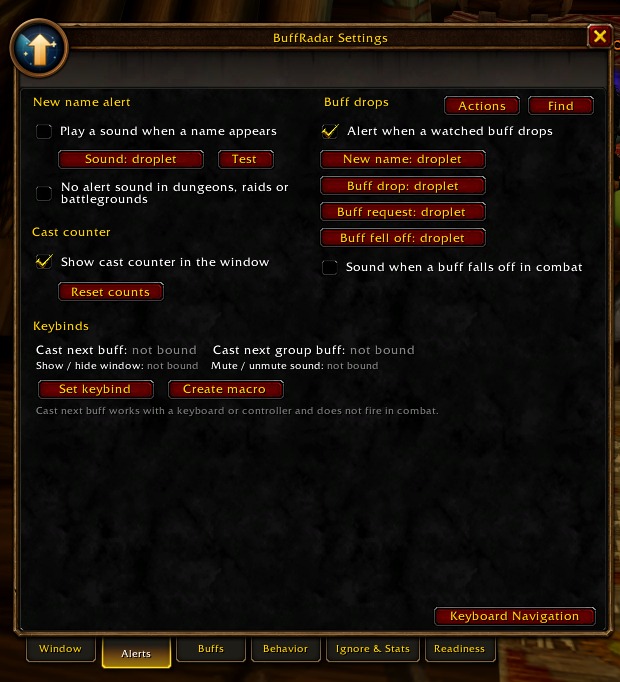 BuffRadar Settings
New name alert
Play a sound when a name appears
Sound: droplet
Test
No alert sound in dungeons, raids or
battlegrounds
Cast counter
Show cast counter in the window
Reset counts
Buff drops
Actions
Find
Alert when a watched buff drops
New name: droplet
Buff drop: droplet
Buff request: droplet
Buff fell off: droplet
Sound when a buff falls off in combat
Keybinds
Cast next buff: not bound Cast next group buff: not bound
Show / hide window: not bound Mute / unmute sound: not bound
Set keybind
Create macro
Cast next buff works with a keyboard or controller and does not fire in combat.
Keyboard Navigation
Window
Alerts
Buffs
Behavior
Ignore & Stats
Readiness